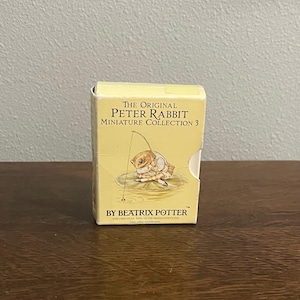 THE ORIGINAL
PETER RABBIT
MINIATURE COLLECTION 3
BY BEATRIX POTTER